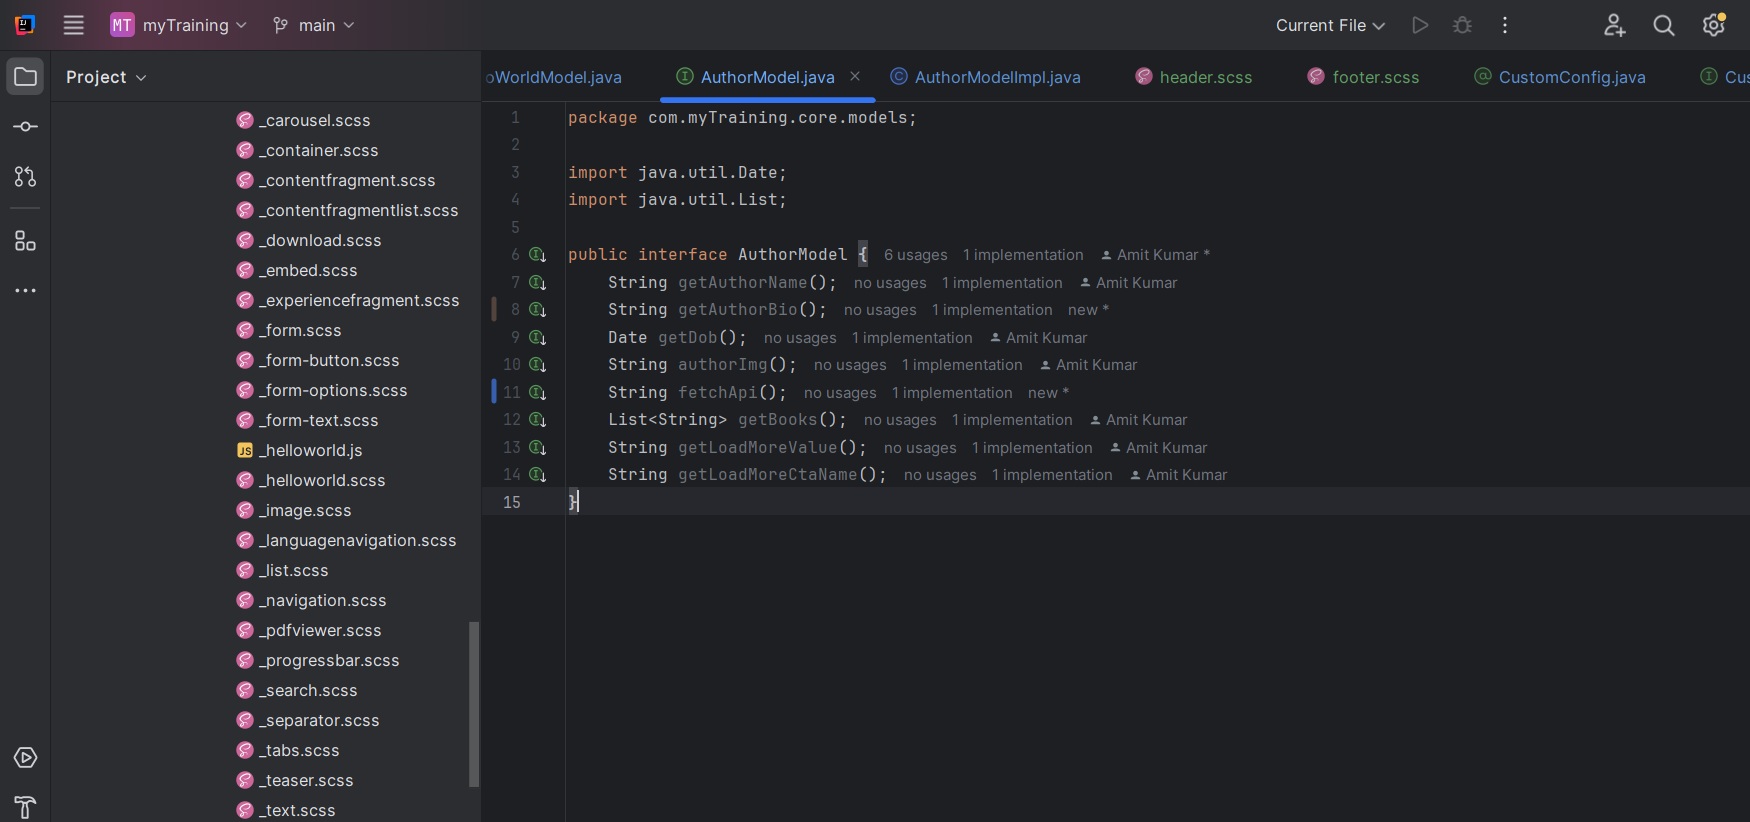 MT myTraining main Current File
Project
oWorldModel.java AuthorModel.java AuthorModelImpl.java header.scss footer.scss CustomConfig.java Cus
_carousel.scss
_container.scss
_contentfragment.scss
_contentfragmentlist.scss
_download.scss
_embed.scss
_experiencefragment.scss
_form.scss
_form-button.scss
_form-options.scss
_form-text.scss
JS _helloworld.js
_helloworld.scss
_image.scss
_languagenavigation.scss
_list.scss
_navigation.scss
_pdfviewer.scss
_progressbar.scss
_search.scss
_separator.scss
_tabs.scss
_teaser.scss
_text.scss
1 package com.myTraining.core.models;
2
3 import java.util.Date;
4 import java.util.List;
5
6 public interface AuthorModel { 6 usages 1 implementation Amit Kumar *
7 String getAuthorName(); no usages 1 implementation Amit Kumar
8 String getAuthorBio(); no usages 1 implementation new *
9 Date getDob(); no usages 1 implementation Amit Kumar
10 String authorImg(); no usages 1 implementation Amit Kumar
11 String fetchApi(); no usages 1 implementation new *
12 List<String> getBooks(); no usages 1 implementation Amit Kumar
13 String getLoadMoreValue(); no usages 1 implementation Amit Kumar
14 String getLoadMoreCtaName(); no usages 1 implementation Amit Kumar
15 }